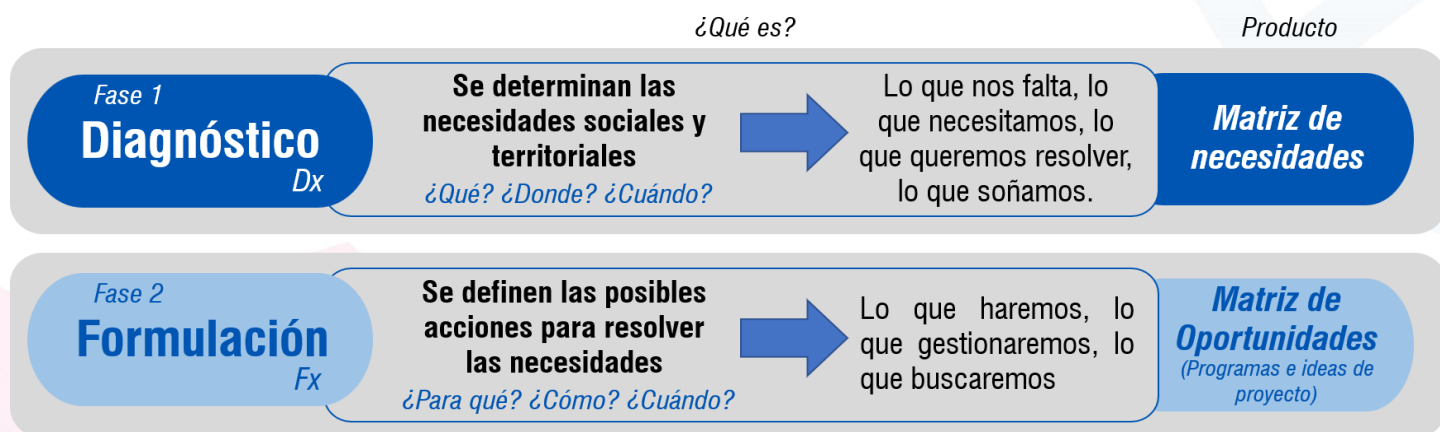 ¿Qué es?
Producto
Fase 1
Diagnóstico
Dx
Se determinan las
necesidades sociales y
territoriales
¿Qué? ¿Donde? ¿Cuándo?
Lo que nos falta, lo
que necesitamos, lo
que queremos resolver,
lo que soñamos.
Matriz de
necesidades
Fase 2
Formulación
Fx
Se definen las posibles
acciones para resolver
las necesidades
¿Para qué? ¿Cómo? ¿Cuándo?
Lo que haremos, lo
que gestionaremos, lo
que buscaremos
Matriz de
Oportunidades
(Programas e ideas de
proyecto)